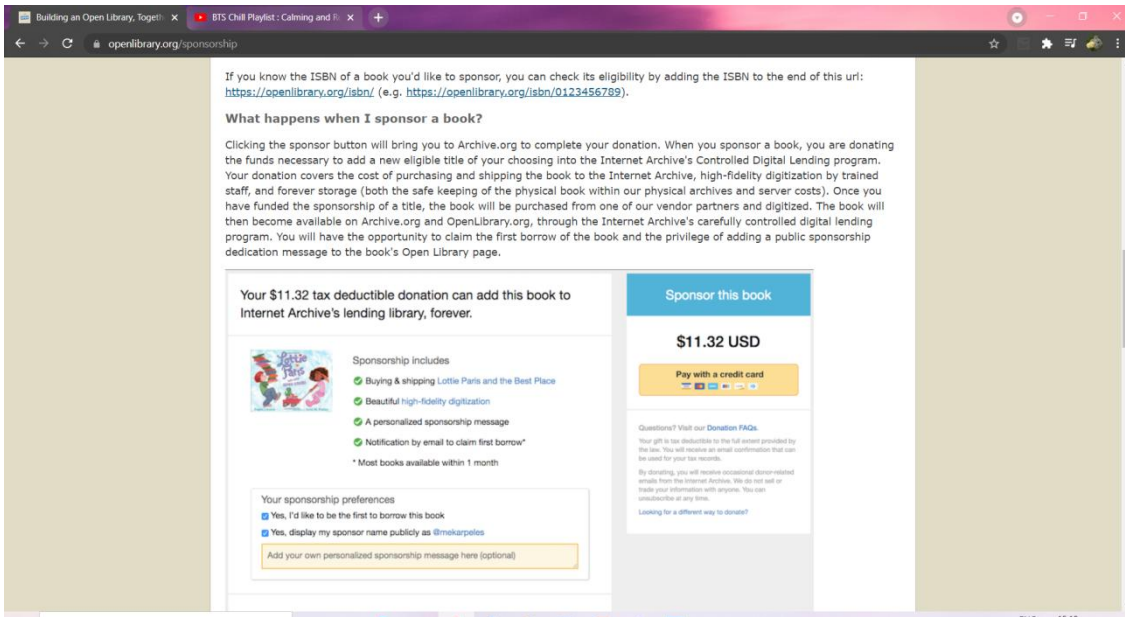 Building an Open Library, Togeth
BTS Chill Playlist : Calming and R
openlibrary.org/sponsorship
If you know the ISBN of a book you'd like to sponsor, you can check its eligibility by adding the ISBN to the end of this url:
https://openlibrary.org/isbn/ (e.g. https://openlibrary.org/isbn/0123456789).
What happens when I sponsor a book?
Clicking the sponsor button will bring you to Archive.org to complete your donation. When you sponsor a book, you are donating
the funds necessary to add a new eligible title of your choosing into the Internet Archive's Controlled Digital Lending program.
Your donation covers the cost of purchasing and shipping the book to the Internet Archive, high-fidelity digitization by trained
staff, and forever storage (both the safe keeping of the physical book within our physical archives and server costs). Once you
have funded the sponsorship of a title, the book will be purchased from one of our vendor partners and digitized. The book will
then become available on Archive.org and OpenLibrary.org, through the Internet Archive's carefully controlled digital lending
program. You will have the opportunity to claim the first borrow of the book and the privilege of adding a public sponsorship
dedication message to the book's Open Library page.
Your $11.32 tax deductible donation can add this book to
Internet Archive's lending library, forever.
Lottie
Paris
Sponsorship includes
Buying & shipping Lottie Paris and the Best Place
Beautiful high-fidelity digitization
A personalized sponsorship message
Notification by email to claim first borrow*
* Most books available within 1 month
Your sponsorship preferences
Yes, I'd like to be the first to borrow this book
Yes, display my sponsor name publicly as @mekarpeles
Add your own personalized sponsorship message here (optional)
Sponsor this book
$11.32 USD
Pay with a credit card
Questions? Visit our Donation FAQs.
Your gift is tax deductible to the full extent provided by
the law. You will receive an email confirmation that can
be used for your tax records.
By donating, you will receive occasional donor-related
emails from the Internet Archive. We do not sell or
trade your information with anyone. You can
unsubscribe at any time.
Looking for a different way to donate?